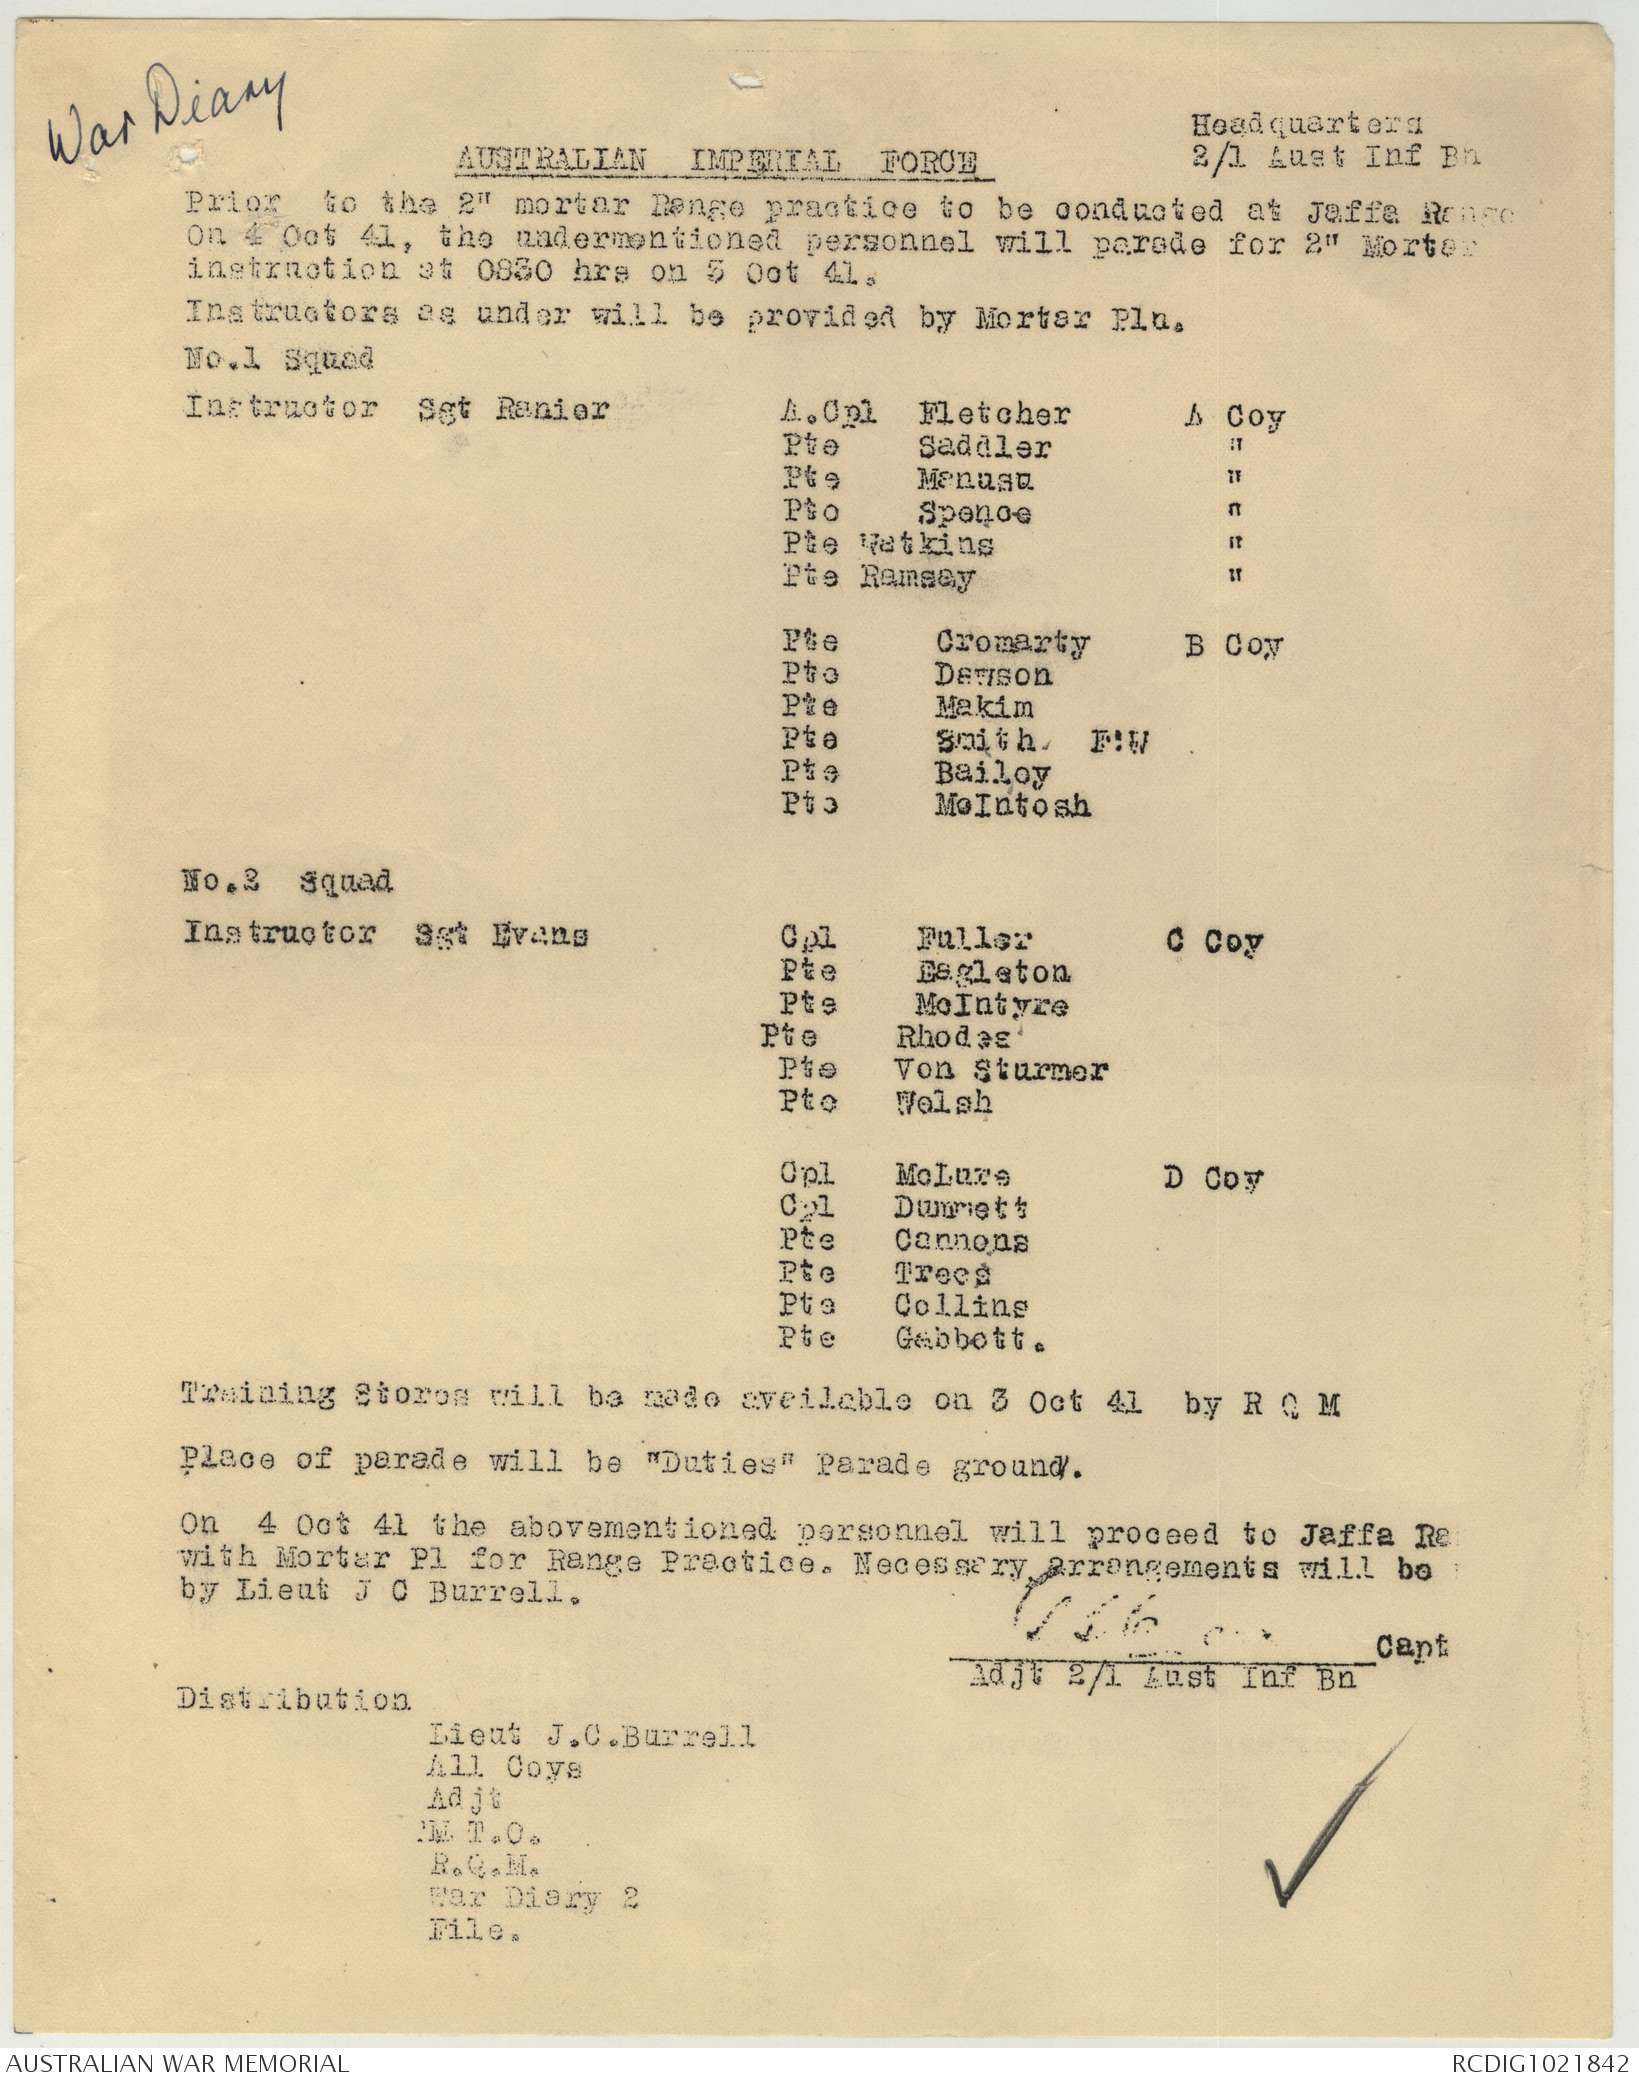 War Diary
Headquarters
2/1 Aust Inf Bn
AUSTRALIAN IMPERIAL FORCE
Prior to the 2" mortar Range practice to be conducted at Jaffa Range
On 4 Oct 41, the undermentioned personnel will parade for 2" Mortar
instruction at 0830 hrs on 3 Oct 41.
Instructors as under will be provided by Mortar Pln.
No.1 Squad
Instructor Sgt Ranier A.Cpl Fletcher A Coy
Pte Saddler "
Pte Manusu "
Pte Spence "
Pte Watkins "
Pte Ramsay "
Pte Cromarty B Coy
Pte Dawson
Pte Makim
Pte Smith. F'W
Pte Bailey
Pte McIntosh
No.2 Squad
Instructor Sgt Evans Cpl Fuller C Coy
Pte Eagleton
Pte McIntyre
Pte Rhodes
Pte Von Sturmer
Pte Welsh
Cpl McLure D Coy
Cpl Dummett
Pte Cannons
Pte Trees
Pte Collins
Pte Gabbott.
Training Stores will be made available on 3 Oct 41 by R Q M
Place of parade will be "Duties" Parade ground.
On 4 Oct 41 the abovementioned personnel will proceed to Jaffa Ra
with Mortar Pl for Range Practice. Necessary arrangements will be
by Lieut J C Burrell.
Capt
Adjt 2/1 Aust Inf Bn
Distribution
Lieut J.C.Burrell
All Coys
Adjt
M T.O.
R.Q.M.
War Diary 2
File.
AUSTRALIAN WAR MEMORIAL RCDIG1021842